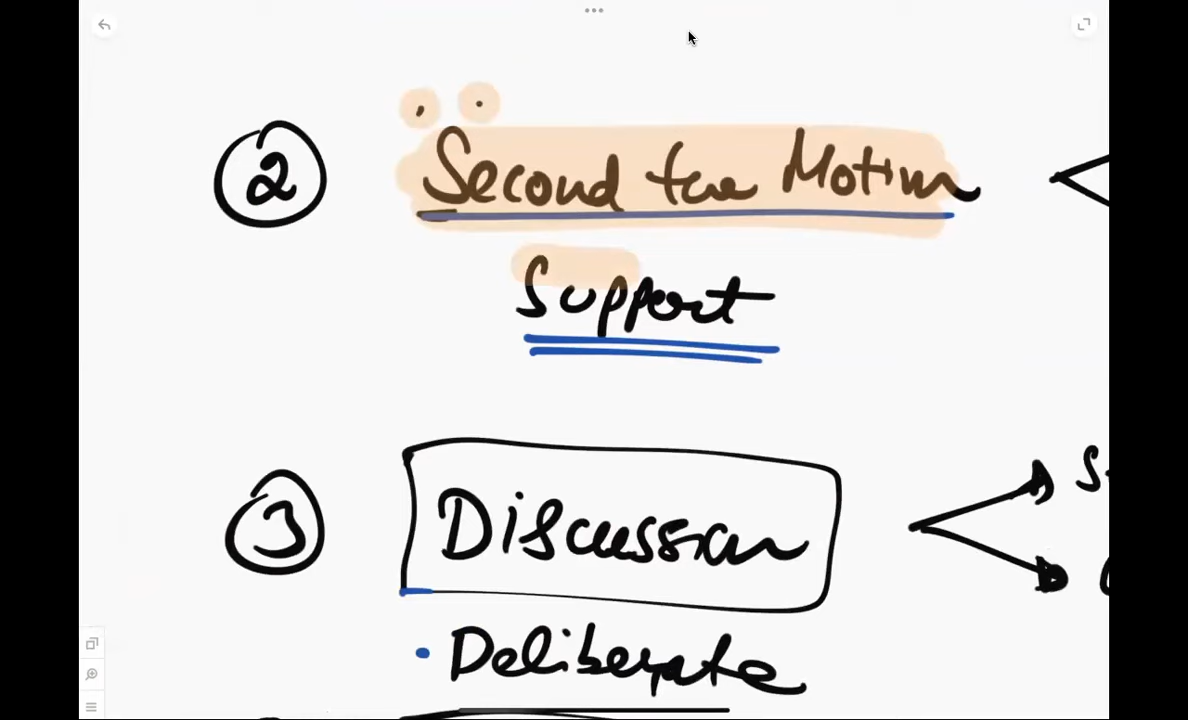 2 Second the Motion
Support
3 Discussion
Deliberate